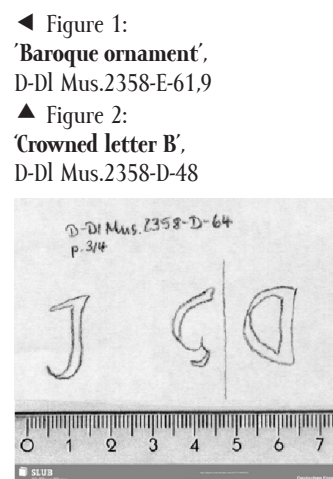 ◀ Figure 1:
'Baroque ornament',
D-Dl Mus.2358-E-61,9
▲ Figure 2:
'Crowned letter B',
D-Dl Mus.2358-D-48
D-Dl Mus. 2358-D-64
p. 3/4
J C D
0 1 2 3 4 5 6 7
SLUB